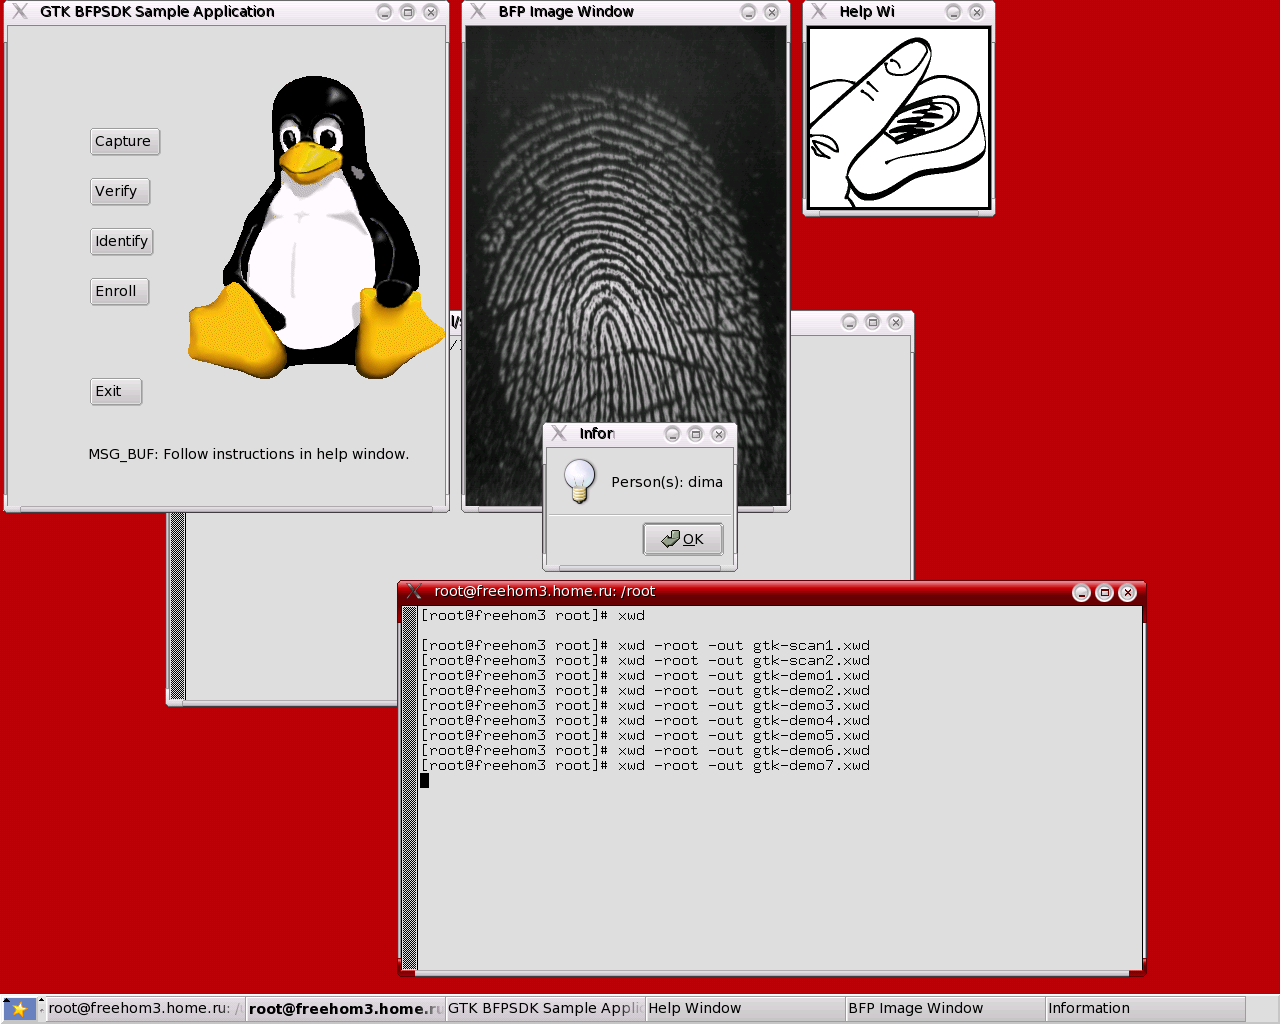 GTK BFPSDK Sample Application
Capture
Verify
Identify
Enroll
Exit
MSG_BUF: Follow instructions in help window.
BFP Image Window
Help Wi
Infor
Person(s): dima
OK
root@freehom3.home.ru: /root
[root@freehom3 root]# xwd
[root@freehom3 root]# xwd -root -out gtk-scan1.xwd
[root@freehom3 root]# xwd -root -out gtk-scan2.xwd
[root@freehom3 root]# xwd -root -out gtk-demo1.xwd
[root@freehom3 root]# xwd -root -out gtk-demo2.xwd
[root@freehom3 root]# xwd -root -out gtk-demo3.xwd
[root@freehom3 root]# xwd -root -out gtk-demo4.xwd
[root@freehom3 root]# xwd -root -out gtk-demo5.xwd
[root@freehom3 root]# xwd -root -out gtk-demo6.xwd
[root@freehom3 root]# xwd -root -out gtk-demo7.xwd
root@freehom3.home.ru: /
root@freehom3.home.ru
GTK BFPSDK Sample Appli
Help Window
BFP Image Window
Information